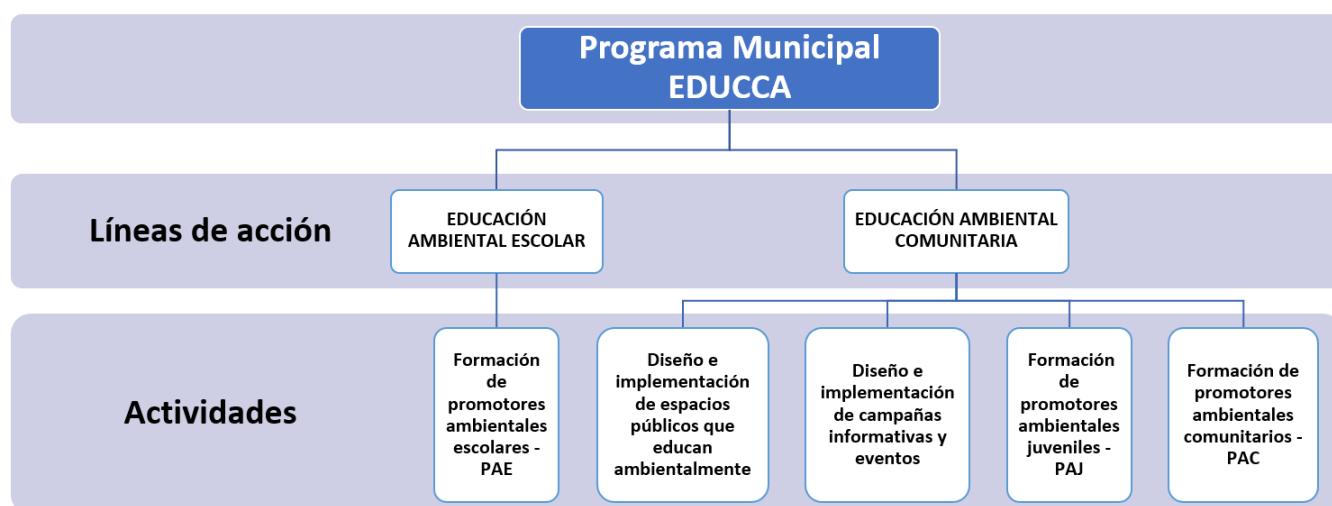 Programa Municipal
EDUCCA
Líneas de acción
EDUCACIÓN
AMBIENTAL ESCOLAR
EDUCACIÓN AMBIENTAL
COMUNITARIA
Actividades
Formación
de
promotores
ambientales
escolares -
PAE
Diseño e
implementación
de espacios
públicos que
educan
ambientalmente
Diseño e
implementación
de campañas
informativas y
eventos
Formación
de
promotores
ambientales
juveniles -
PAJ
Formación de
promotores
ambientales
comunitarios -
PAC